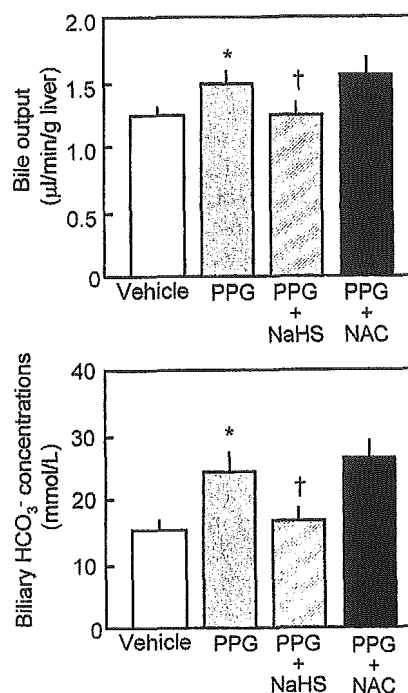 Bile output
(μl/min/g liver)
2.0
1.5
1.0
0.5
0
*
†
Vehicle PPG PPG PPG
+ +
NaHS NAC
Biliary HCO3- concentrations
(mmol/L)
40
30
20
10
0
*
†
Vehicle PPG PPG PPG
+ +
NaHS NAC